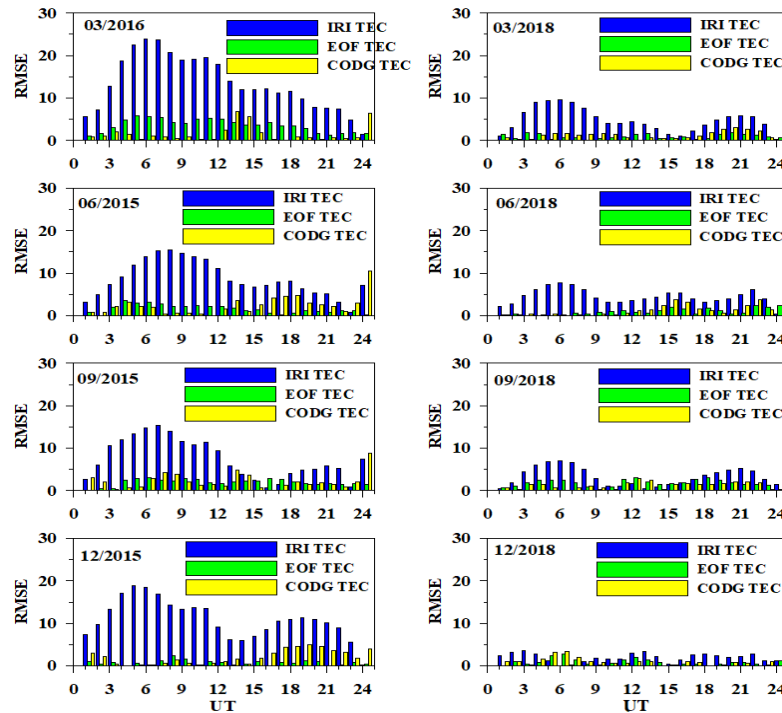 30
03/2016
IRI TEC
EOF TEC
CODG TEC
20
10
0
RMSE
0 3 6 9 12 15 18 21 24
30
03/2018
IRI TEC
EOF TEC
CODG TEC
20
10
0
RMSE
0 3 6 9 12 15 18 21 24
30
06/2015
IRI TEC
EOF TEC
CODG TEC
20
10
0
RMSE
0 3 6 9 12 15 18 21 24
30
06/2018
IRI TEC
EOF TEC
CODG TEC
20
10
0
RMSE
0 3 6 9 12 15 18 21 24
30
09/2015
IRI TEC
EOF TEC
CODG TEC
20
10
0
RMSE
0 3 6 9 12 15 18 21 24
30
09/2018
IRI TEC
EOF TEC
CODG TEC
20
10
0
RMSE
0 3 6 9 12 15 18 21 24
30
12/2015
IRI TEC
EOF TEC
CODG TEC
20
10
0
RMSE
0 3 6 9 12 15 18 21 24
UT
30
12/2018
IRI TEC
EOF TEC
CODG TEC
20
10
0
RMSE
0 3 6 9 12 15 18 21 24
UT